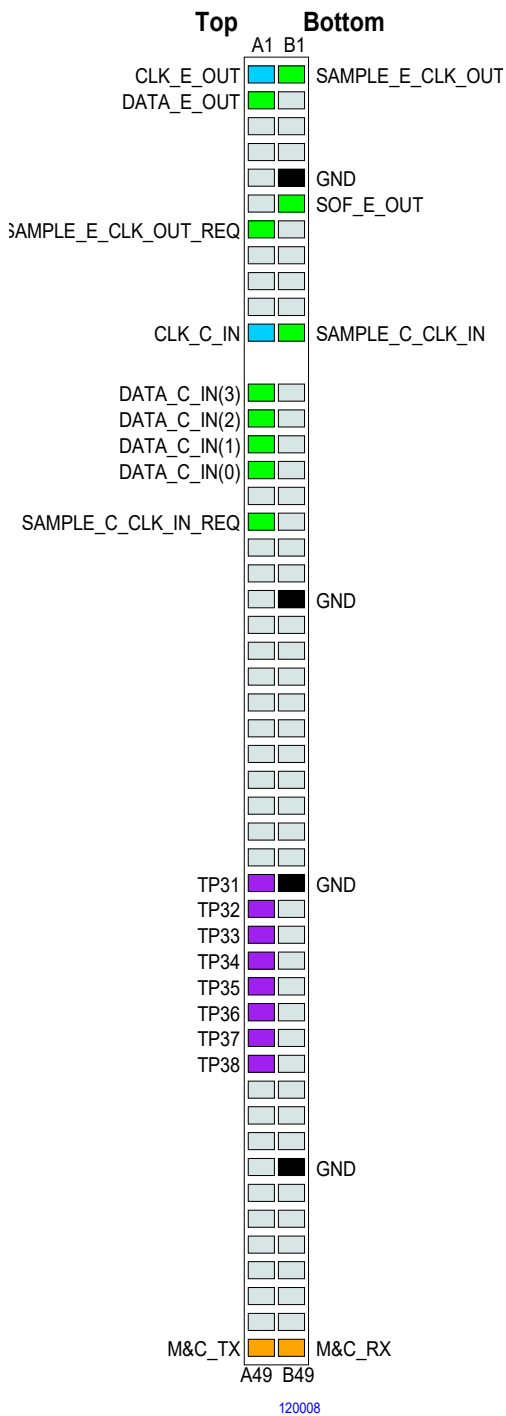 Top Bottom
A1 B1
CLK_E_OUT SAMPLE_E_CLK_OUT
DATA_E_OUT
GND
SOF_E_OUT
SAMPLE_E_CLK_OUT_REQ
CLK_C_IN SAMPLE_C_CLK_IN
DATA_C_IN(3)
DATA_C_IN(2)
DATA_C_IN(1)
DATA_C_IN(0)
SAMPLE_C_CLK_IN_REQ
GND
TP31 GND
TP32
TP33
TP34
TP35
TP36
TP37
TP38
GND
M&C_TX M&C_RX
A49 B49
120008